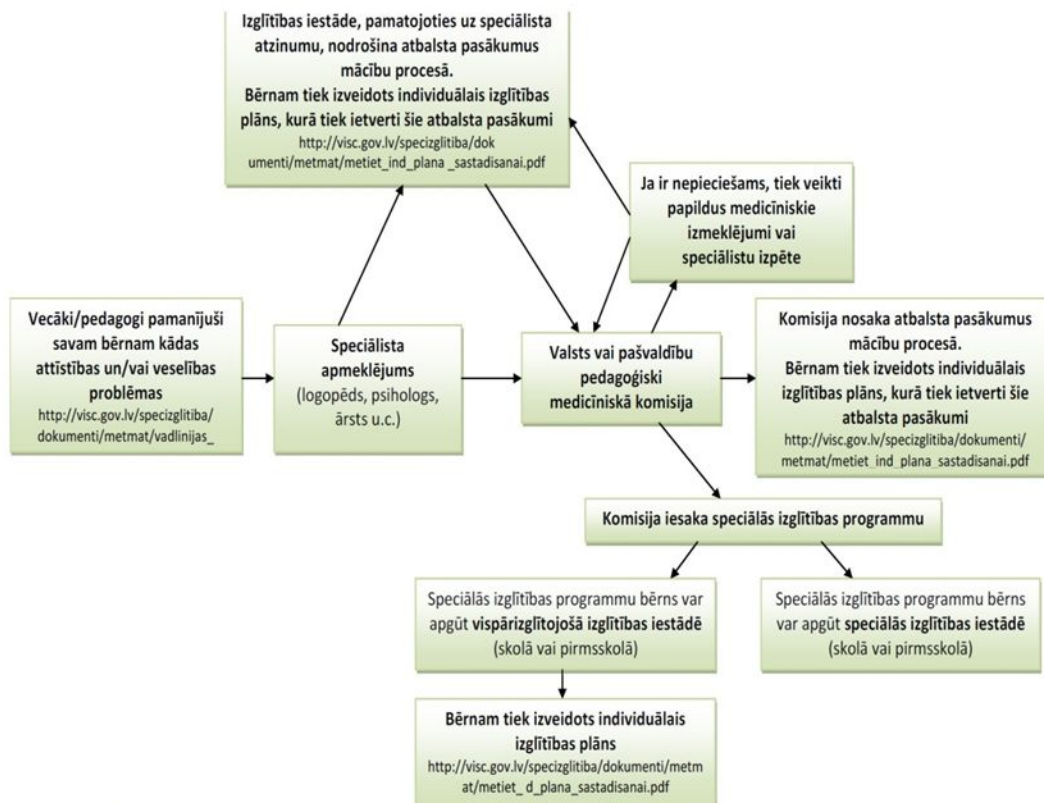 Izglītības iestāde, pamatojoties uz speciālista
atzinumu, nodrošina atbalsta pasākumus
mācību procesā.
Bērnam tiek izveidots individuālais izglītības
plāns, kurā tiek ietverti šie atbalsta pasākumi
http://visc.gov.lv/specizglitiba/dok
umenti/metmat/metiet_ind_plana _sastadisanai.pdf
Ja ir nepieciešams, tiek veikti
papildus medicīniskie
izmeklējumi vai
speciālistu izpēte
Vecāki/pedagogi pamanījuši
savam bērnam kādas
attīstības un/vai veselības
problēmas
http://visc.gov.lv/specizglitiba/
dokumenti/metmat/vadlinijas_
Speciālista
apmeklējums
(logopēds, psihologs,
ārsts u.c.)
Valsts vai pašvaldību
pedagoģiski
medicīniskā komisija
Komisija nosaka atbalsta pasākumus
mācību procesā.
Bērnam tiek izveidots individuālais
izglītības plāns, kurā tiek ietverti šie
atbalsta pasākumi
http://visc.gov.lv/specizglitiba/dokumenti/
metmat/metiet_ind_plana_sastadisanai.pdf
Komisija iesaka speciālās izglītības programmu
Speciālās izglītības programmu bērns var
apgūt vispārizglītojošā izglītības iestādē
(skolā vai pirmsskolā)
Speciālās izglītības programmu bērns
var apgūt speciālās izglītības iestādē
(skolā vai pirmsskolā)
Bērnam tiek izveidots individuālais
izglītības plāns
http://visc.gov.lv/specizglitiba/dokumenti/metm
at/metiet_ d_plana_sastadisanai.pdf